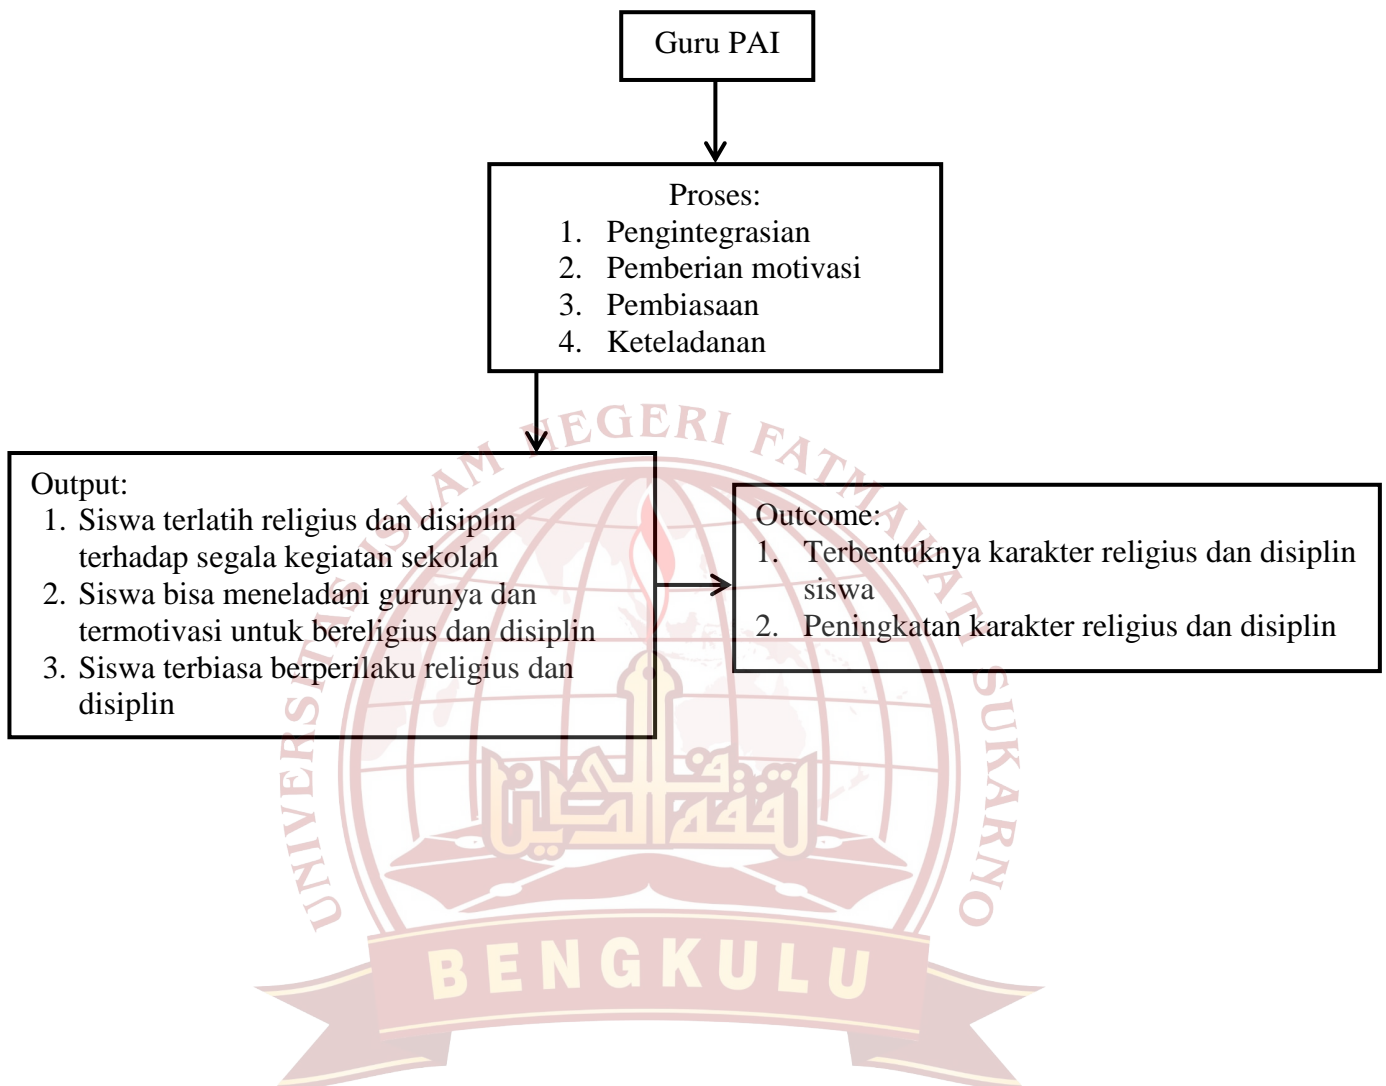 Guru PAI
Proses:
1. Pengintegrasian
2. Pemberian motivasi
3. Pembiasaan
4. Keteladanan
Output:
1. Siswa terlatih religius dan disiplin
terhadap segala kegiatan sekolah
2. Siswa bisa meneladani gurunya dan
termotivasi untuk bereligius dan disiplin
3. Siswa terbiasa berperilaku religius dan
disiplin
Outcome:
1. Terbentuknya karakter religius dan disiplin
siswa
2. Peningkatan karakter religius dan disiplin
UNIVERSITAS ISLAM NEGERI FATMAWATI SUKARNO
BENGKULU